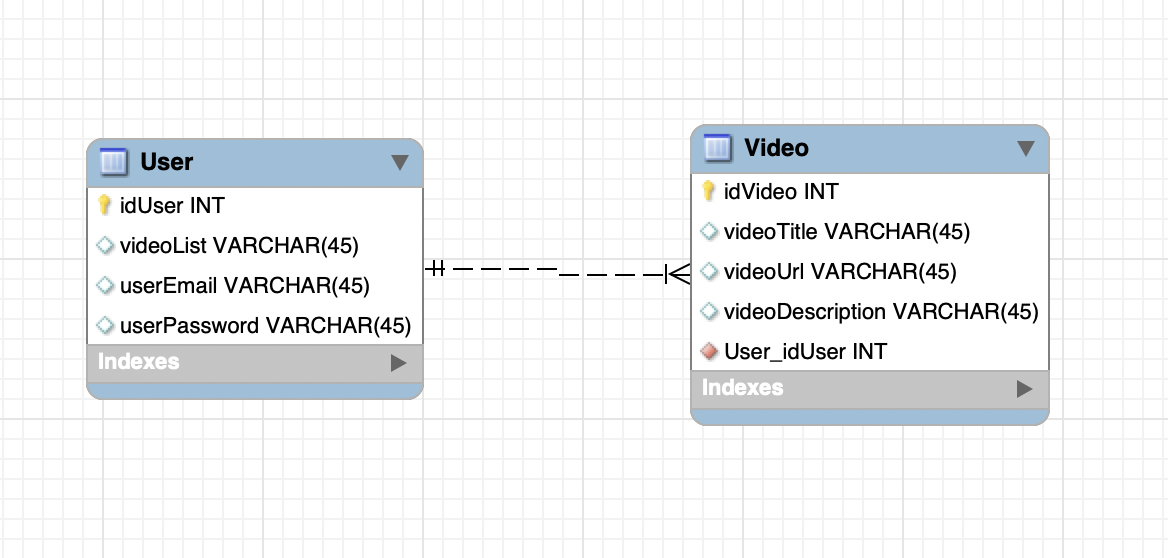 User
idUser INT
videoList VARCHAR(45)
userEmail VARCHAR(45)
userPassword VARCHAR(45)
Indexes
Video
idVideo INT
videoTitle VARCHAR(45)
videoUrl VARCHAR(45)
videoDescription VARCHAR(45)
User_idUser INT
Indexes